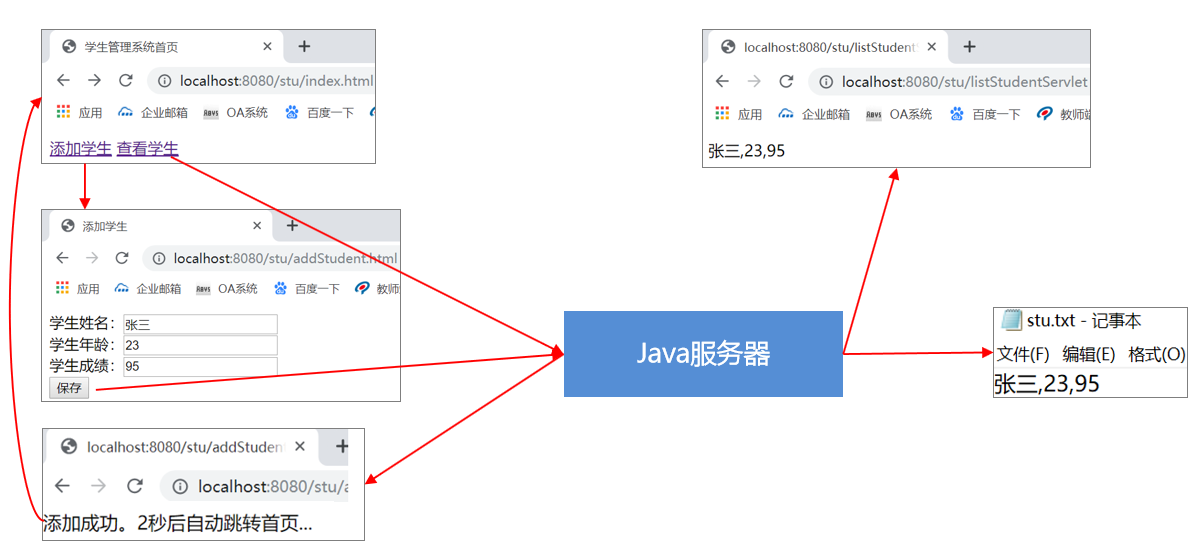 学生管理系统首页
localhost:8080/stu/index.html
应用 企业邮箱 OA系统 百度一下
添加学生 查看学生
添加学生
localhost:8080/stu/addStudent.html
应用 企业邮箱 OA系统 百度一下 教师
学生姓名：张三
学生年龄：23
学生成绩：95
保存
localhost:8080/stu/addStuden
localhost:8080/stu/a
添加成功。2秒后自动跳转首页...
Java服务器
localhost:8080/stu/listStudent
localhost:8080/stu/listStudentServlet
应用 企业邮箱 OA系统 百度一下 教师端
张三,23,95
stu.txt - 记事本
文件(F) 编辑(E) 格式(O)
张三,23,95